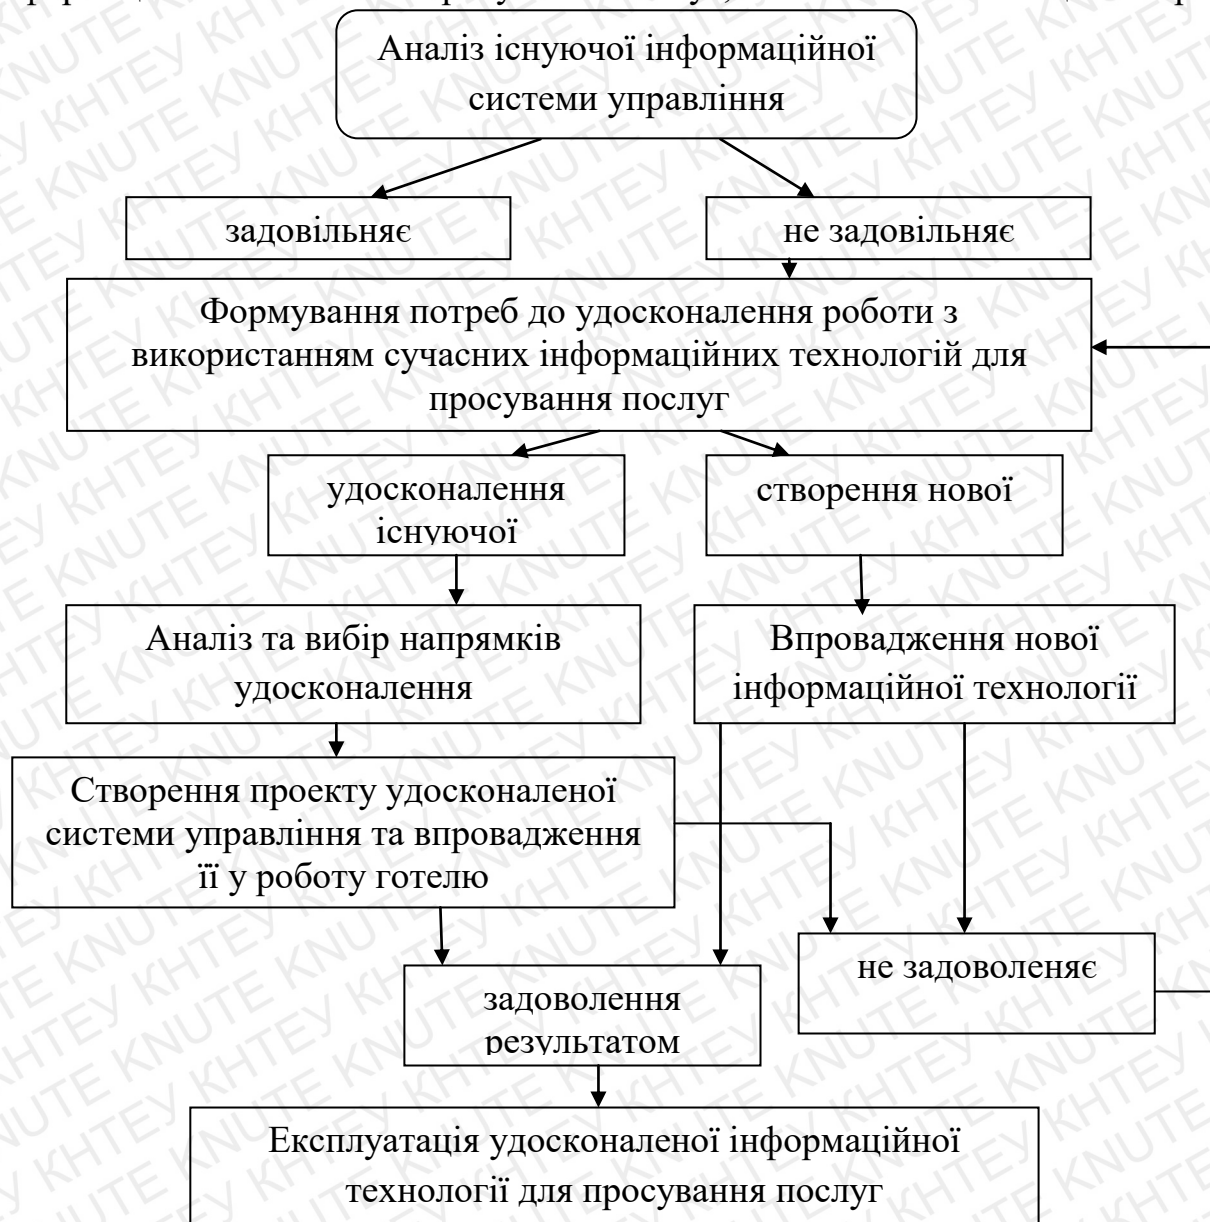 Аналіз існуючої інформаційної
системи управління
задовільняє
не задовільняє
Формування потреб до удосконалення роботи з
використанням сучасних інформаційних технологій для
просування послуг
удосконалення
існуючої
створення нової
Аналіз та вибір напрямків
удосконалення
Впровадження нової
інформаційної технології
Створення проекту удосконаленої
системи управління та впровадження
її у роботу готелю
не задоволеняє
задоволення
результатом
Експлуатація удосконаленої інформаційної
технології для просування послуг